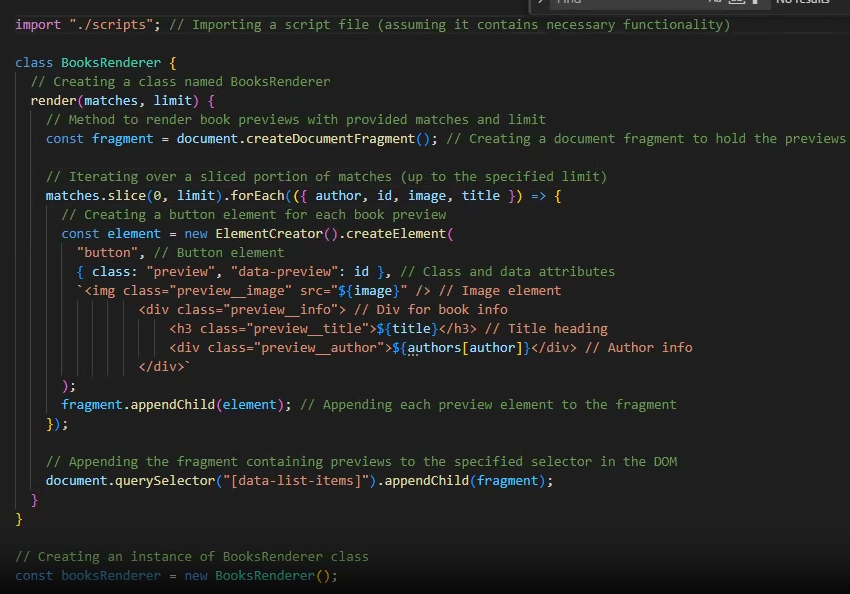 Find Aa No results
import "./scripts"; // Importing a script file (assuming it contains necessary functionality)
class BooksRenderer {
// Creating a class named BooksRenderer
render(matches, limit) {
// Method to render book previews with provided matches and limit
const fragment = document.createDocumentFragment(); // Creating a document fragment to hold the previews
// Iterating over a sliced portion of matches (up to the specified limit)
matches.slice(0, limit).forEach(({ author, id, image, title }) => {
// Creating a button element for each book preview
const element = new ElementCreator().createElement(
"button", // Button element
{ class: "preview", "data-preview": id }, // Class and data attributes
`<img class="preview__image" src="${image}" /> // Image element
<div class="preview__info"> // Div for book info
<h3 class="preview__title">${title}</h3> // Title heading
<div class="preview__author">${authors[author]}</div> // Author info
</div>`
);
fragment.appendChild(element); // Appending each preview element to the fragment
});
// Appending the fragment containing previews to the specified selector in the DOM
document.querySelector("[data-list-items]").appendChild(fragment);
}
}
// Creating an instance of BooksRenderer class
const booksRenderer = new BooksRenderer();